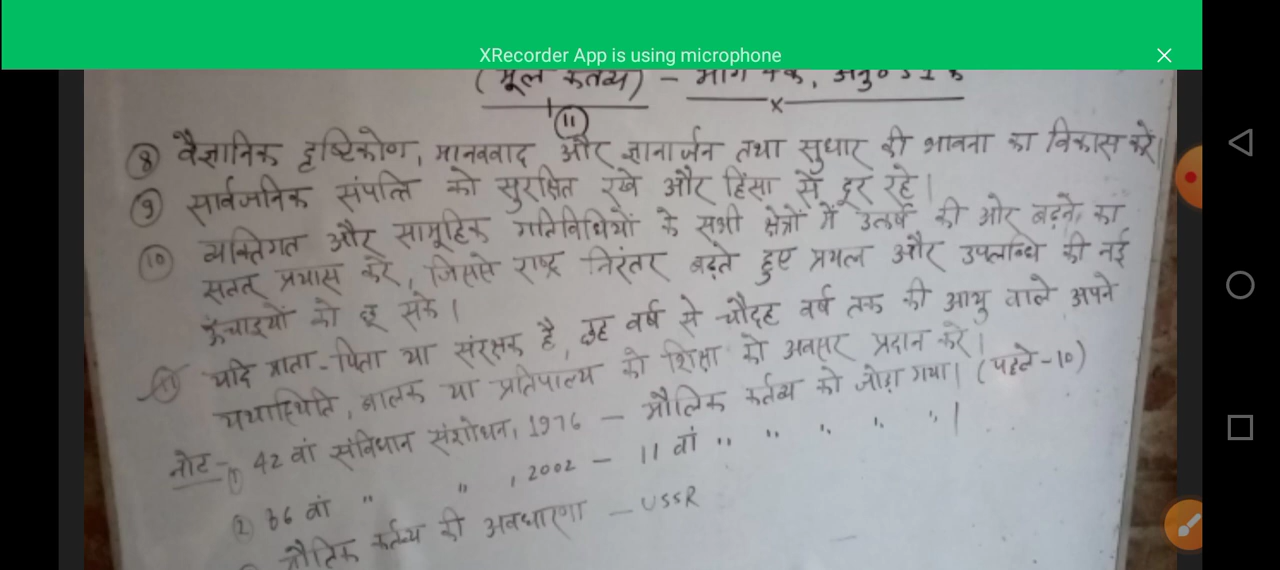 XRecorder App is using microphone
(मूल कर्तव्य) - भाग 4क, अनु० 51 क
(11)
(8) वैज्ञानिक दृष्टिकोण, मानववाद और ज्ञानार्जन तथा सुधार की भावना का विकास करें
(9) सार्वजनिक संपत्ति को सुरक्षित रखे और हिंसा से दूर रहे।
(10) व्यक्तिगत और सामूहिक गतिविधियों के सभी क्षेत्रों में उत्कर्ष की ओर बढ़ने का
सतत् प्रयास करें, जिससे राष्ट्र निरंतर बढ़ते हुए प्रयत्न और उपलब्धि की नई
ऊंचाइयों को छू सके।
(11) यदि माता-पिता या संरक्षक है, छह वर्ष से चौदह वर्ष तक की आयु वाले अपने
यथास्थिति, बालक या प्रतिपाल्य को शिक्षा को अवसर प्रदान करे।
नोट- (1) 42 वां संविधान संशोधन, 1976 - मौलिक कर्तव्य को जोड़ा गया। (पहले-10)
(2) 86 वां " " , 2002 - 11 वां " " " " "।
मौलिक कर्तव्य की अवधारणा - USSR